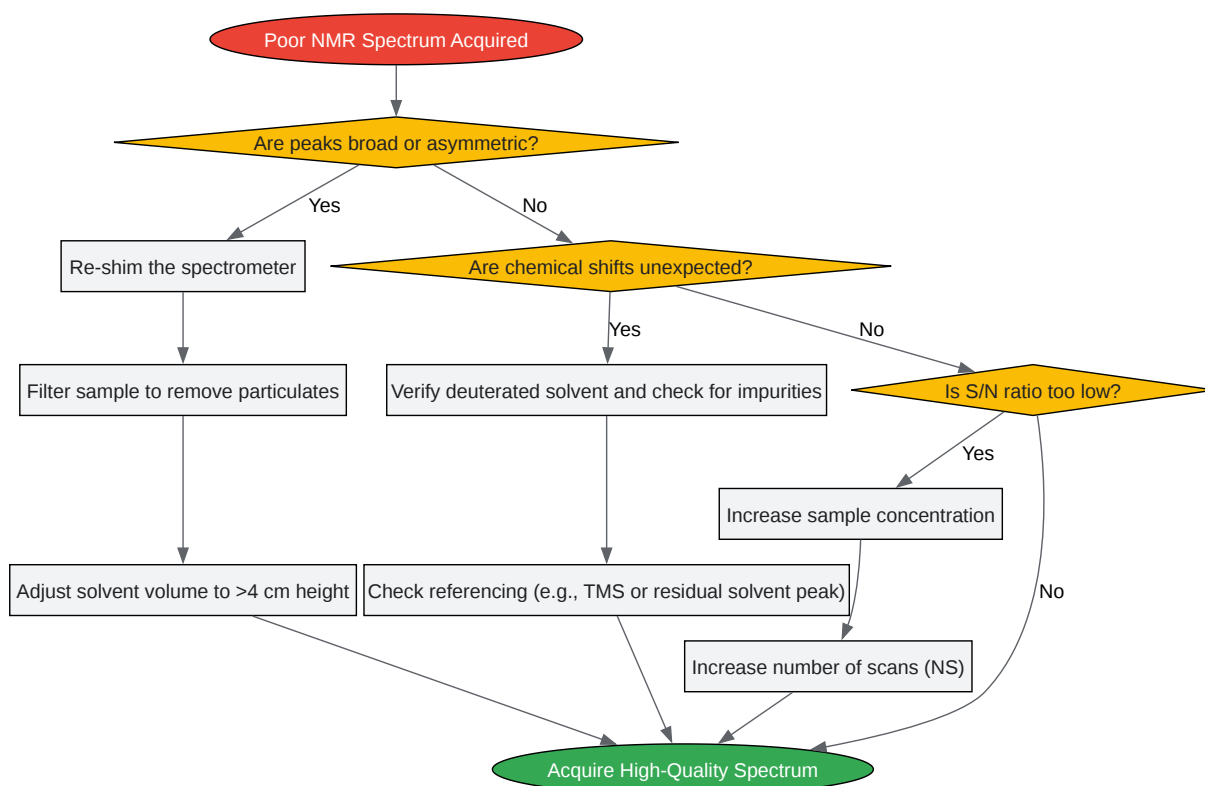 Poor NMR Spectrum Acquired
Are peaks broad or asymmetric?
Yes
No
Re-shim the spectrometer
Are chemical shifts unexpected?
Yes
No
Filter sample to remove particulates
Verify deuterated solvent and check for impurities
Is S/N ratio too low?
Yes
Increase sample concentration
Adjust solvent volume to >4 cm height
Check referencing (e.g., TMS or residual solvent peak)
No
Increase number of scans (NS)
Acquire High-Quality Spectrum